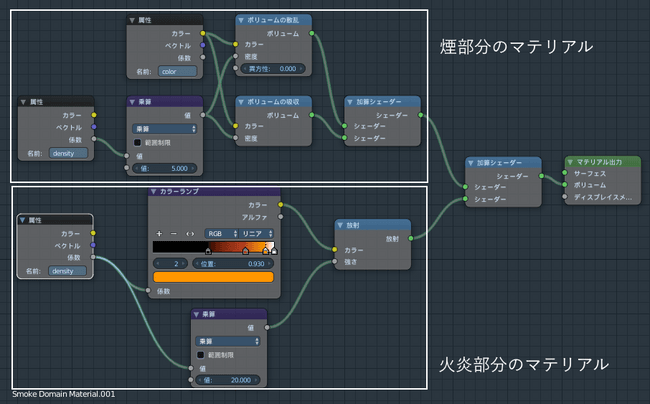 属性
カラー
ベクトル
係数
名前: color
ボリュームの散乱
ボリューム
カラー
密度
異方性: 0.000
煙部分のマテリアル
属性
カラー
ベクトル
係数
名前: density
乗算
値
乗算
範囲制限
値
値: 5.000
ボリュームの吸収
ボリューム
カラー
密度
加算シェーダー
シェーダー
シェーダー
シェーダー
加算シェーダー
シェーダー
シェーダー
シェーダー
マテリアル出力
サーフェス
ボリューム
ディスプレイスメ...
属性
カラー
ベクトル
係数
名前: density
カラーランプ
カラー
アルファ
RGB リニア
2 位置: 0.930
係数
放射
放射
カラー
強さ
乗算
値
乗算
範囲制限
値
値: 20.000
火炎部分のマテリアル
Smoke Domain Material.001